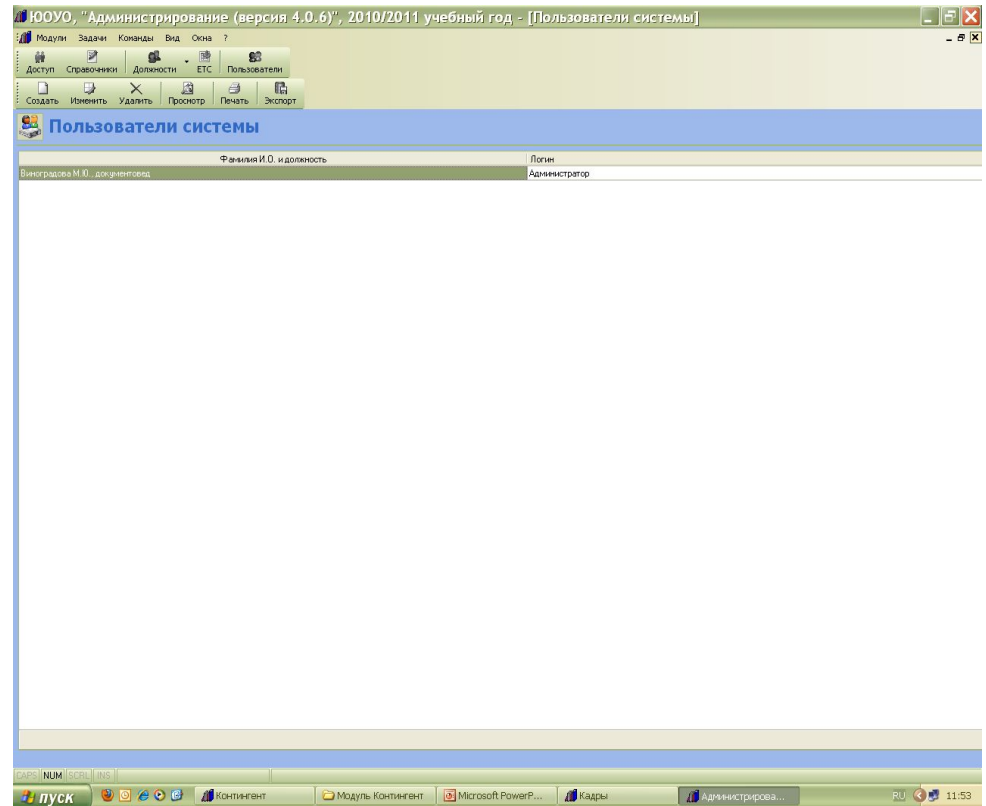 ЮОУО, "Администрирование (версия 4.0.6)", 2010/2011 учебный год - [Пользователи системы]
Модули Задачи Команды Вид Окна ?
Доступ Справочники Должности ЕТС Пользователи
Создать Изменить Удалить Просмотр Печать Экспорт
Пользователи системы
Фамилия И.О. и должность Логин
Виноградова М.Ю., документовед Администратор
CAPS NUM SCRL INS
пуск Контингент Модуль Контингент Microsoft PowerP... Кадры Администрирова... RU 11:53